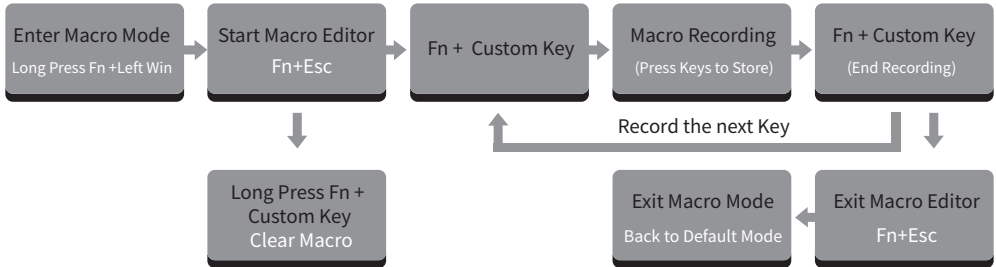 Enter Macro Mode
Long Press Fn +Left Win
Start Macro Editor
Fn+Esc
Fn + Custom Key
Macro Recording
(Press Keys to Store)
Fn + Custom Key
(End Recording)
Record the next Key
Long Press Fn +
Custom Key
Clear Macro
Exit Macro Mode
Back to Default Mode
Exit Macro Editor
Fn+Esc